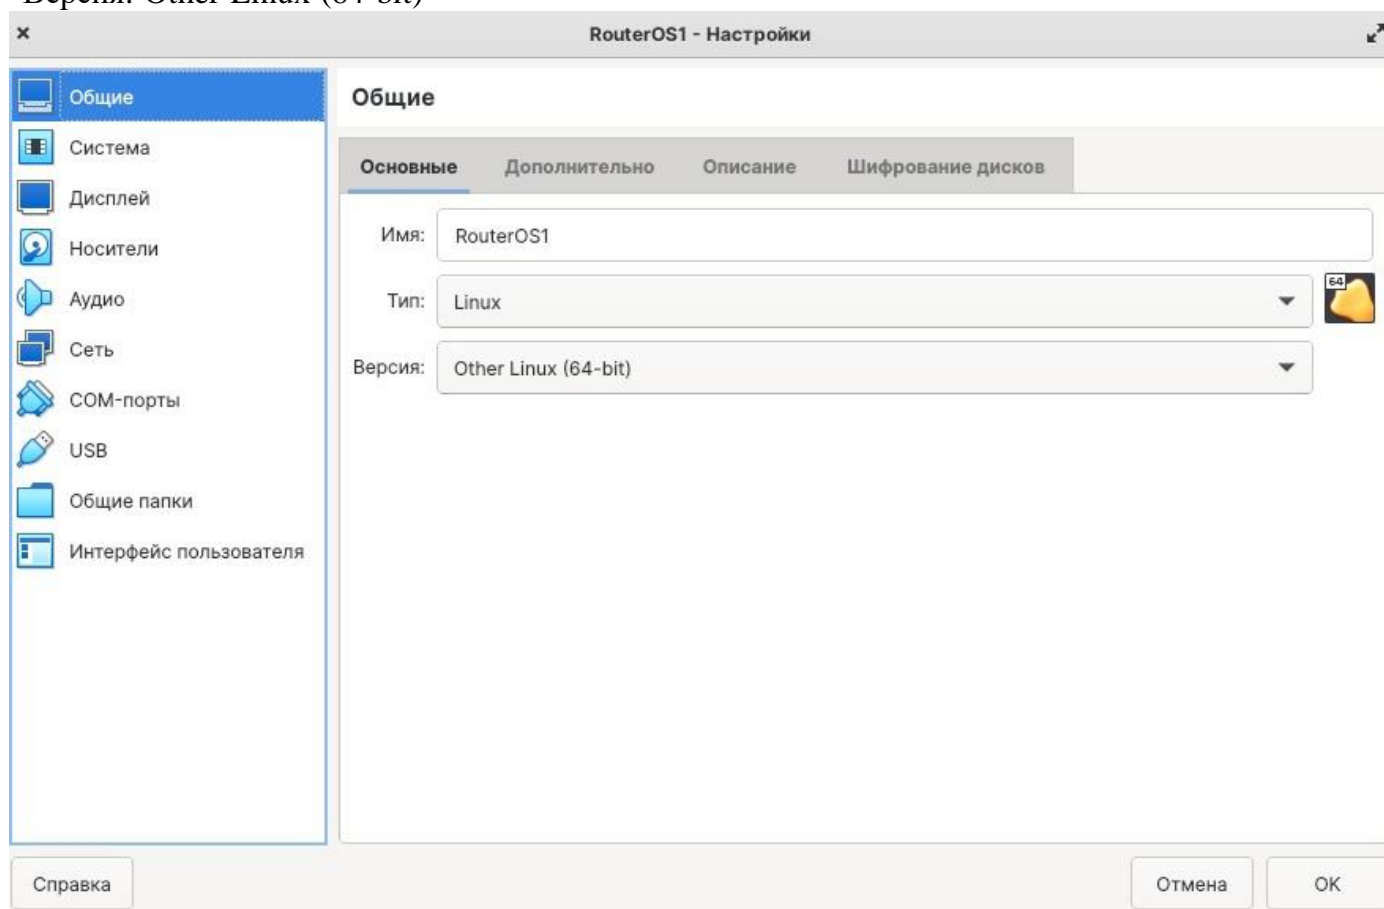 Версия: Other Linux (64-bit)
RouterOS1 - Настройки
Общие
Система
Дисплей
Носители
Аудио
Сеть
COM-порты
USB
Общие папки
Интерфейс пользователя
Общие
Основные Дополнительно Описание Шифрование дисков
Имя: RouterOS1
Тип: Linux
64
Версия: Other Linux (64-bit)
Справка
Отмена OK